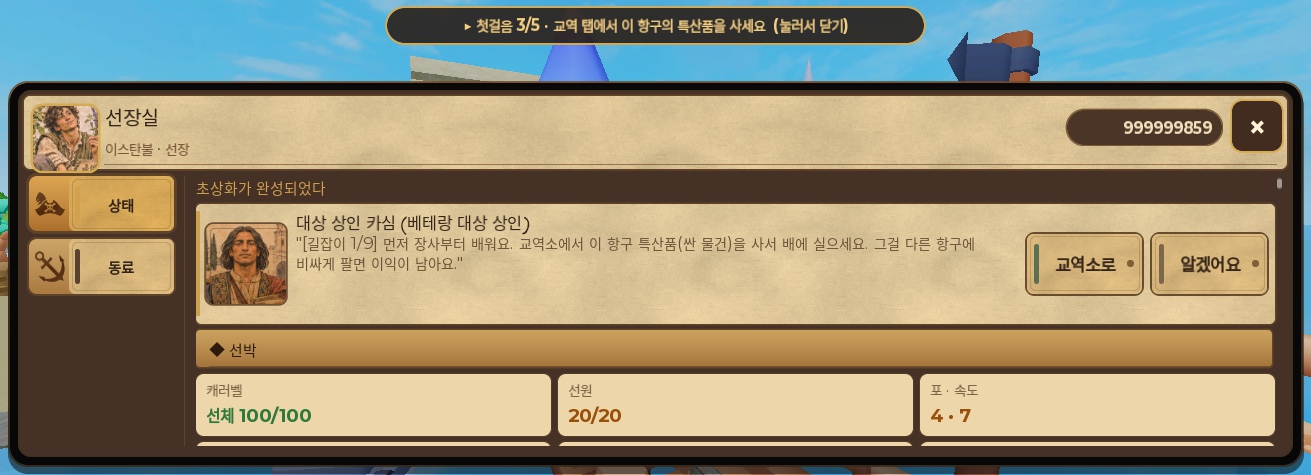 ▸ 첫걸음 3/5 · 교역 탭에서 이 항구의 특산품을 사세요 (눌러서 닫기)
선장실
이스탄불 · 선장
999999859
×
상태
동료
초상화가 완성되었다
대상 상인 카심 (베테랑 대상 상인)
"[길잡이 1/9] 먼저 장사부터 배워요. 교역소에서 이 항구 특산품(싼 물건)을 사서 배에 실으세요. 그걸 다른 항구에
비싸게 팔면 이익이 남아요."
교역소로
알겠어요
◆ 선박
캐러벨
선체 100/100
선원
20/20
포 · 속도
4 · 7